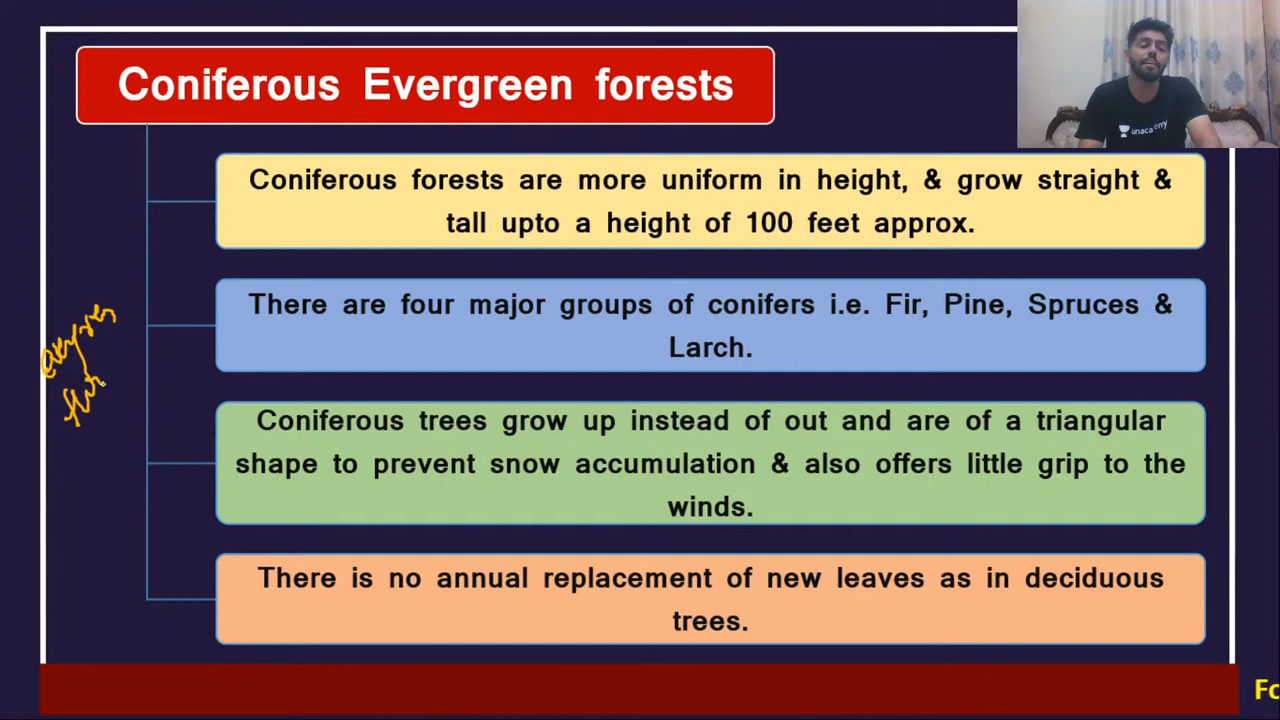 Coniferous Evergreen forests
unacademy
Coniferous forests are more uniform in height, & grow straight &
tall upto a height of 100 feet approx.
There are four major groups of conifers i.e. Fir, Pine, Spruces &
Larch.
Coniferous trees grow up instead of out and are of a triangular
shape to prevent snow accumulation & also offers little grip to the
winds.
There is no annual replacement of new leaves as in deciduous
trees.
Fo